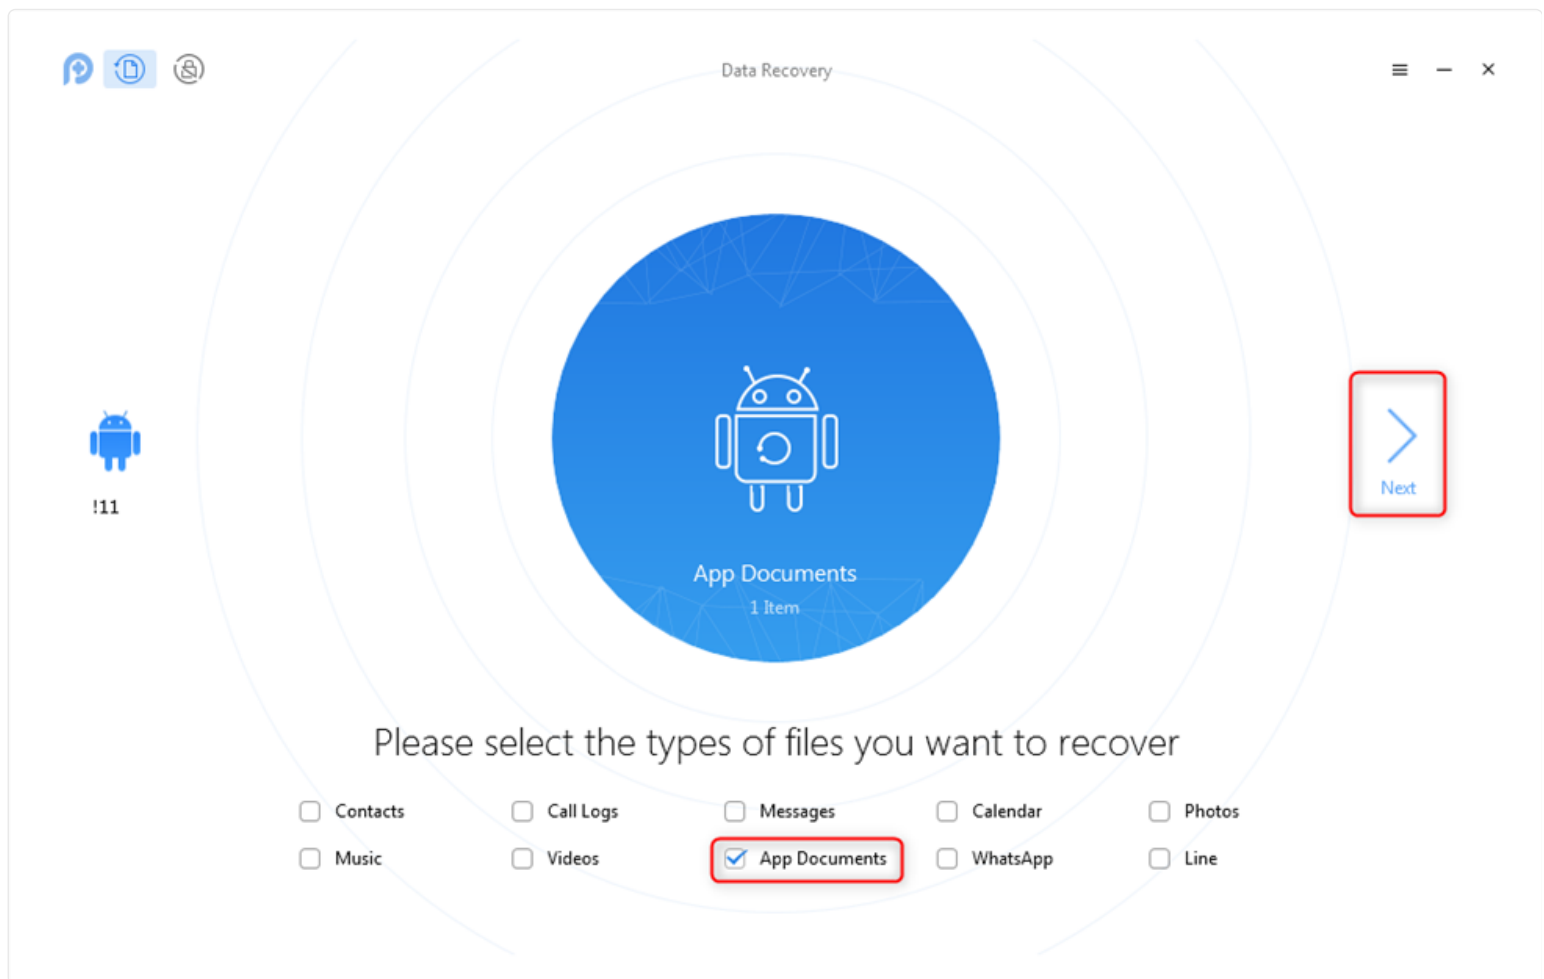 Data Recovery
!11
App Documents
1 Item
Next
Please select the types of files you want to recover
Contacts
Call Logs
Messages
Calendar
Photos
Music
Videos
App Documents
WhatsApp
Line